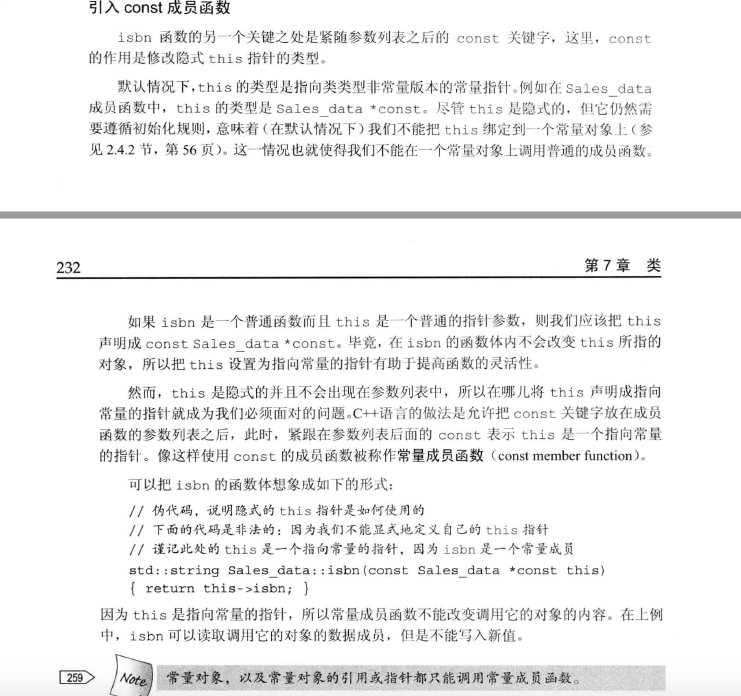 引入 const 成员函数
isbn 函数的另一个关键之处是紧随参数列表之后的 const 关键字，这里，const
的作用是修改隐式 this 指针的类型。
默认情况下，this 的类型是指向类类型非常量版本的常量指针。例如在 Sales_data
成员函数中，this 的类型是 Sales_data *const。尽管 this 是隐式的，但它仍然需
要遵循初始化规则，意味着（在默认情况下）我们不能把 this 绑定到一个常量对象上（参
见 2.4.2 节，第 56 页）。这一情况也就使得我们不能在一个常量对象上调用普通的成员函数。
232 第 7 章 类
如果 isbn 是一个普通函数而且 this 是一个普通的指针参数，则我们应该把 this
声明成 const Sales_data *const。毕竟，在 isbn 的函数体内不会改变 this 所指的
对象，所以把 this 设置为指向常量的指针有助于提高函数的灵活性。
然而，this 是隐式的并且不会出现在参数列表中，所以在哪儿将 this 声明成指向
常量的指针就成为我们必须面对的问题。C++语言的做法是允许把 const 关键字放在成员
函数的参数列表之后，此时，紧跟在参数列表后面的 const 表示 this 是一个指向常量
的指针。像这样使用 const 的成员函数被称作常量成员函数（const member function）。
可以把 isbn 的函数体想象成如下的形式：
// 伪代码，说明隐式的 this 指针是如何使用的
// 下面的代码是非法的：因为我们不能显式地定义自己的 this 指针
// 谨记此处的 this 是一个指向常量的指针，因为 isbn 是一个常量成员
std::string Sales_data::isbn(const Sales_data *const this)
{ return this->isbn; }
因为 this 是指向常量的指针，所以常量成员函数不能改变调用它的对象的内容。在上例
中，isbn 可以读取调用它的对象的数据成员，但是不能写入新值。
259 Note 常量对象，以及常量对象的引用或指针都只能调用常量成员函数。